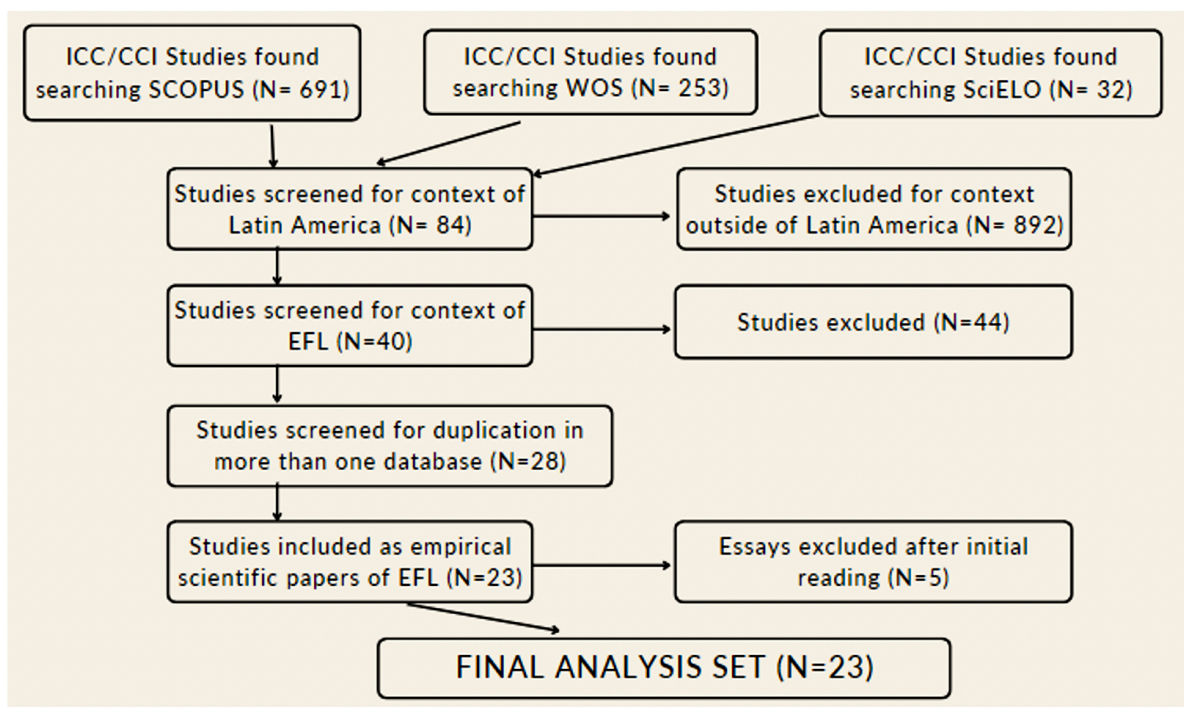 ICC/CCI Studies found
searching SCOPUS (N= 691)
ICC/CCI Studies found
searching WOS (N= 253)
ICC/CCI Studies found
searching SciELO (N= 32)
Studies screened for context of
Latin America (N= 84)
Studies excluded for context
outside of Latin America (N= 892)
Studies screened for context of
EFL (N=40)
Studies excluded (N=44)
Studies screened for duplication in
more than one database (N=28)
Studies included as empirical
scientific papers of EFL (N=23)
Essays excluded after initial
reading (N=5)
FINAL ANALYSIS SET (N=23)